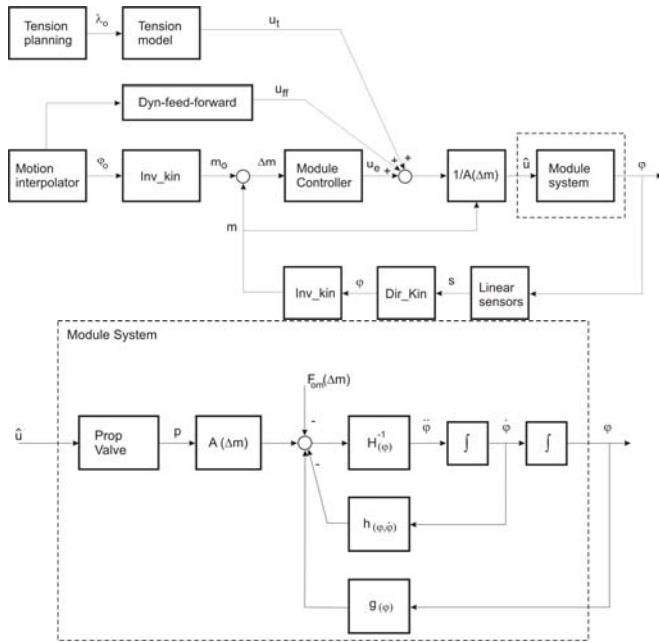 Tension planning
λo
Tension model
ut
Dyn-feed-forward
uff
Motion interpolator
φo
Inv_kin
mo
Δm
Module Controller
ue
+
+
+
1/A(Δm)
û
Module system
φ
m
Inv_kin
φ
Dir_Kin
s
Linear sensors
Module System
Fom(Δm)
û
Prop Valve
p
A (Δm)
-
-
H(φ)-1
φ̈
∫
φ̇
∫
φ
h (φ,φ̇)
g (φ)